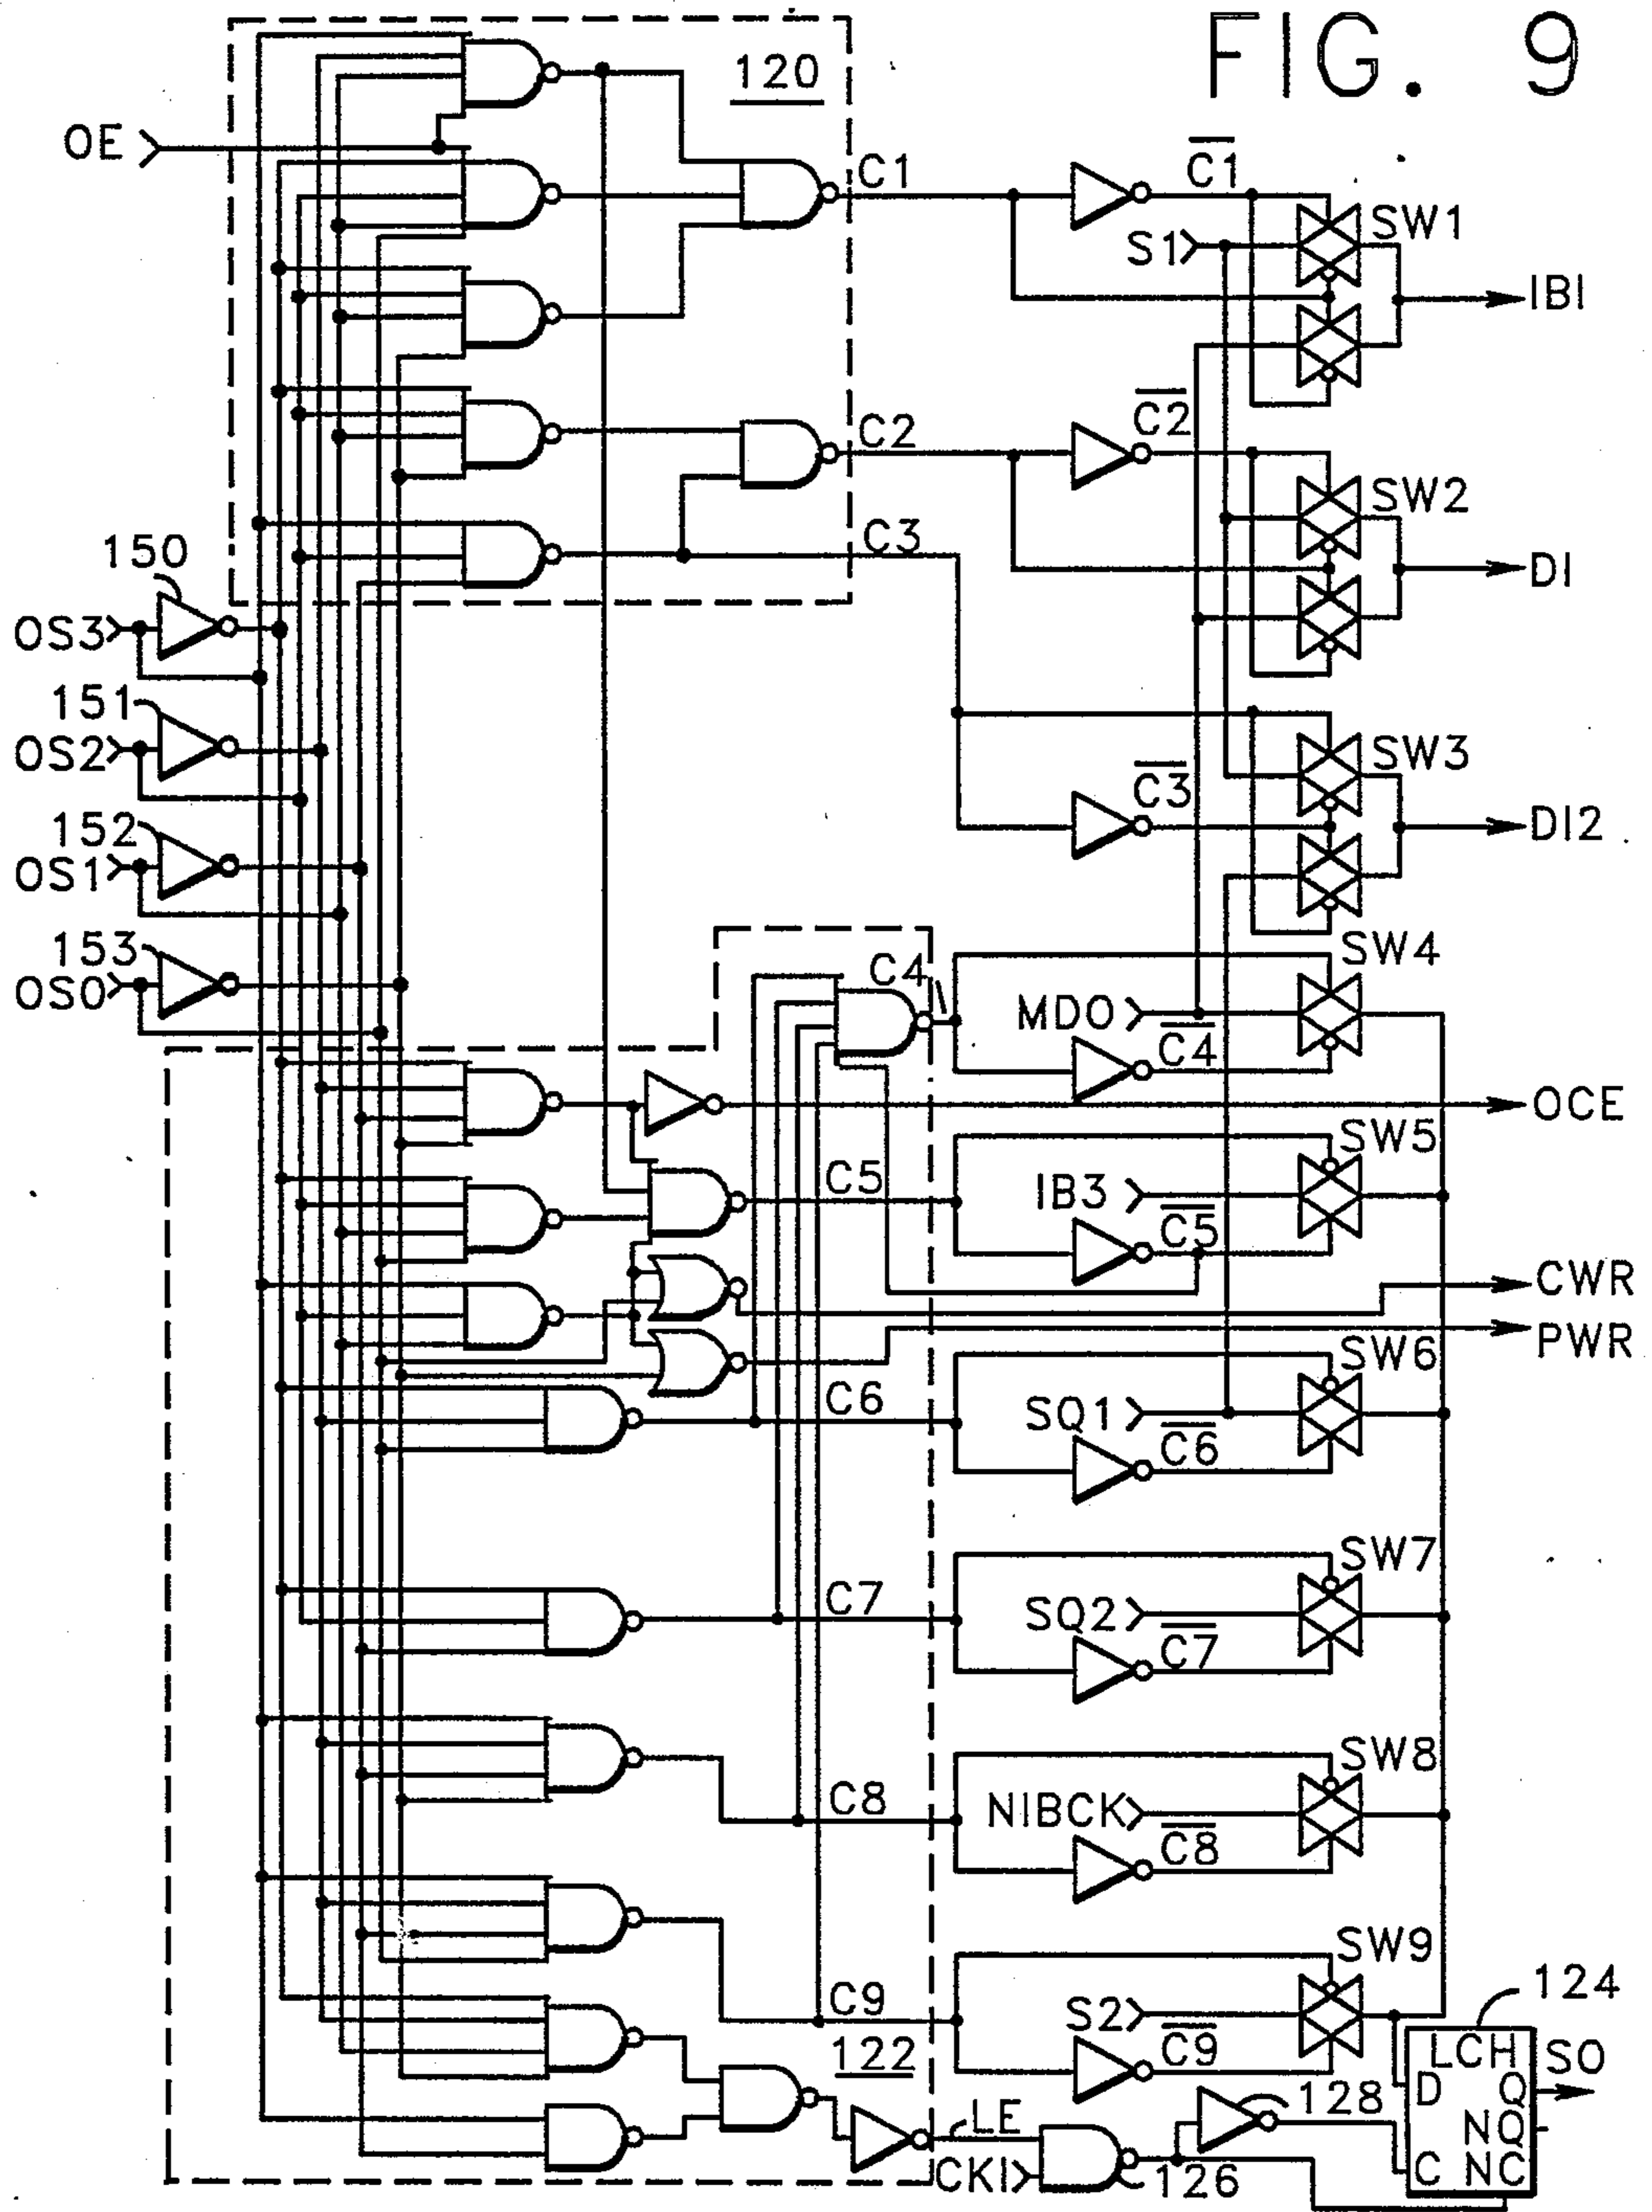 FIG. 9
120
OE
C1
C1
S1
SW1
IBI
C2
C2
SW2
DI
C3
150
OS3
151
OS2
SW3
C3
DI2
152
OS1
153
OS0
C4
SW4
MDO
C4
OCE
SW5
C5
IB3
C5
CWR
PWR
SW6
C6
SQ1
C6
SW7
C7
SQ2
C7
SW8
C8
NIBCK
C8
SW9
C9
S2
C9
122
124
LCH
SO
D
Q
128
NQ
LE
CKI
126
C
NC